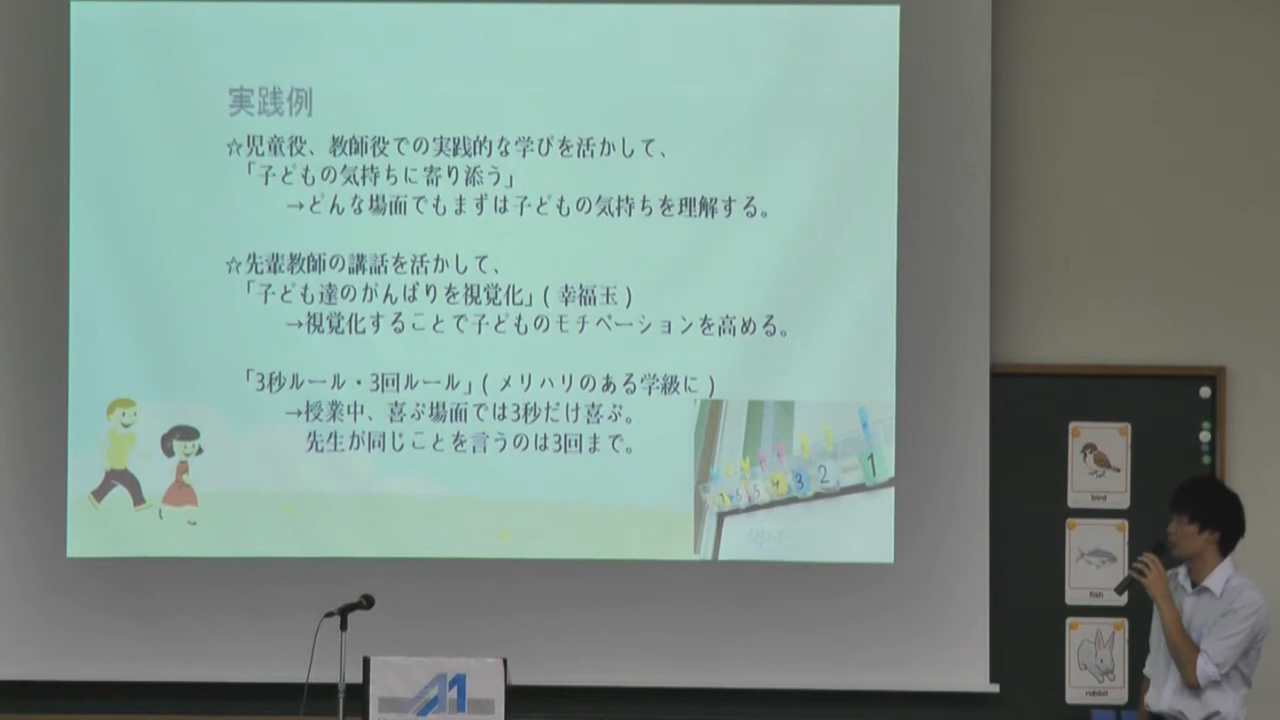 実践例
☆児童役、教師役での実践的な学びを活かして、
「子どもの気持ちに寄り添う」
→どんな場面でもまずは子どもの気持ちを理解する。
☆先輩教師の講話を活かして、
「子ども達のがんばりを視覚化」(幸福玉)
→視覚化することで子どものモチベーションを高める。
「3秒ルール・3回ルール」(メリハリのある学級に)
→授業中、喜ぶ場面では3秒だけ喜ぶ。
先生が同じことを言うのは3回まで。
7 6 5 4 3 2 1
bird
fish
rabbit
A1